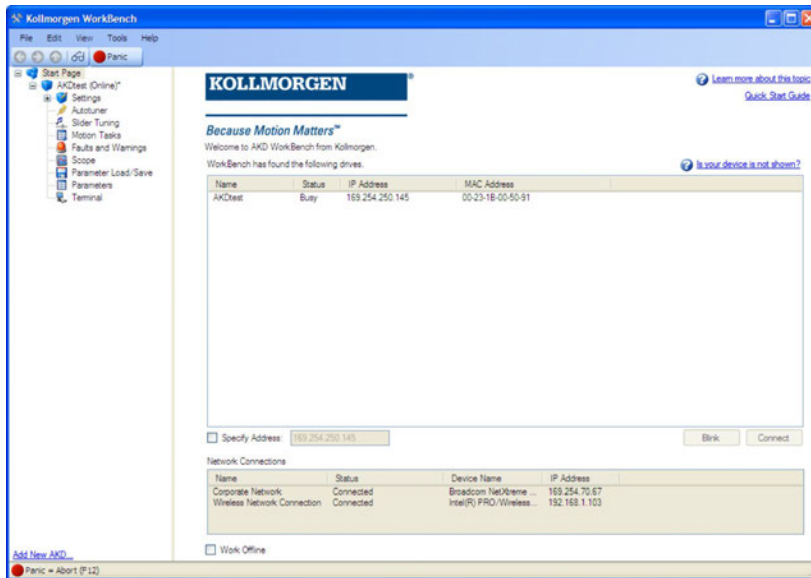 Kollmorgen WorkBench
File Edit View Tools Help
Panic
Start Page
AKDtest (Online)*
Settings
Autotuner
Slider Tuning
Motion Tasks
Faults and Warnings
Scope
Parameter Load/Save
Parameters
Terminal
Add New AKD...
KOLLMORGEN ®
Because Motion Matters™
Learn more about this topic
Quick Start Guide
Welcome to AKD WorkBench from Kollmorgen.
WorkBench has found the following drives.
Is your device is not shown?
Name Status IP Address MAC Address
AKDtest Busy 169.254.250.145 00-23-1B-00-50-91
Specify Address: 169.254.250.145 Blink Connect
Network Connections
Name Status Device Name IP Address
Corporate Network Connected Broadcom NetXtreme ... 169.254.70.67
Wireless Network Connection Connected Intel(R) PRO/Wireless... 192.168.1.103
Work Offline
Panic = Abort (F12)